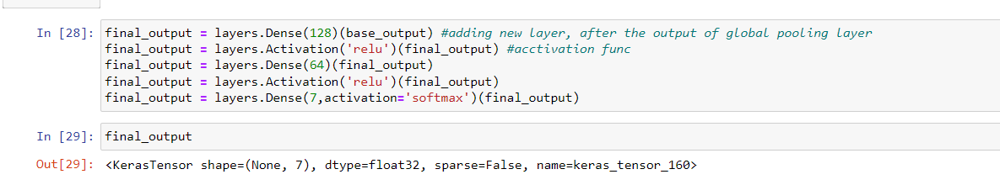 In [28]: final_output = layers.Dense(128)(base_output) #adding new layer, after the output of global pooling layer
final_output = layers.Activation('relu')(final_output) #acctivation func
final_output = layers.Dense(64)(final_output)
final_output = layers.Activation('relu')(final_output)
final_output = layers.Dense(7,activation='softmax')(final_output)
In [29]: final_output
Out[29]: <KerasTensor shape=(None, 7), dtype=float32, sparse=False, name=keras_tensor_160>